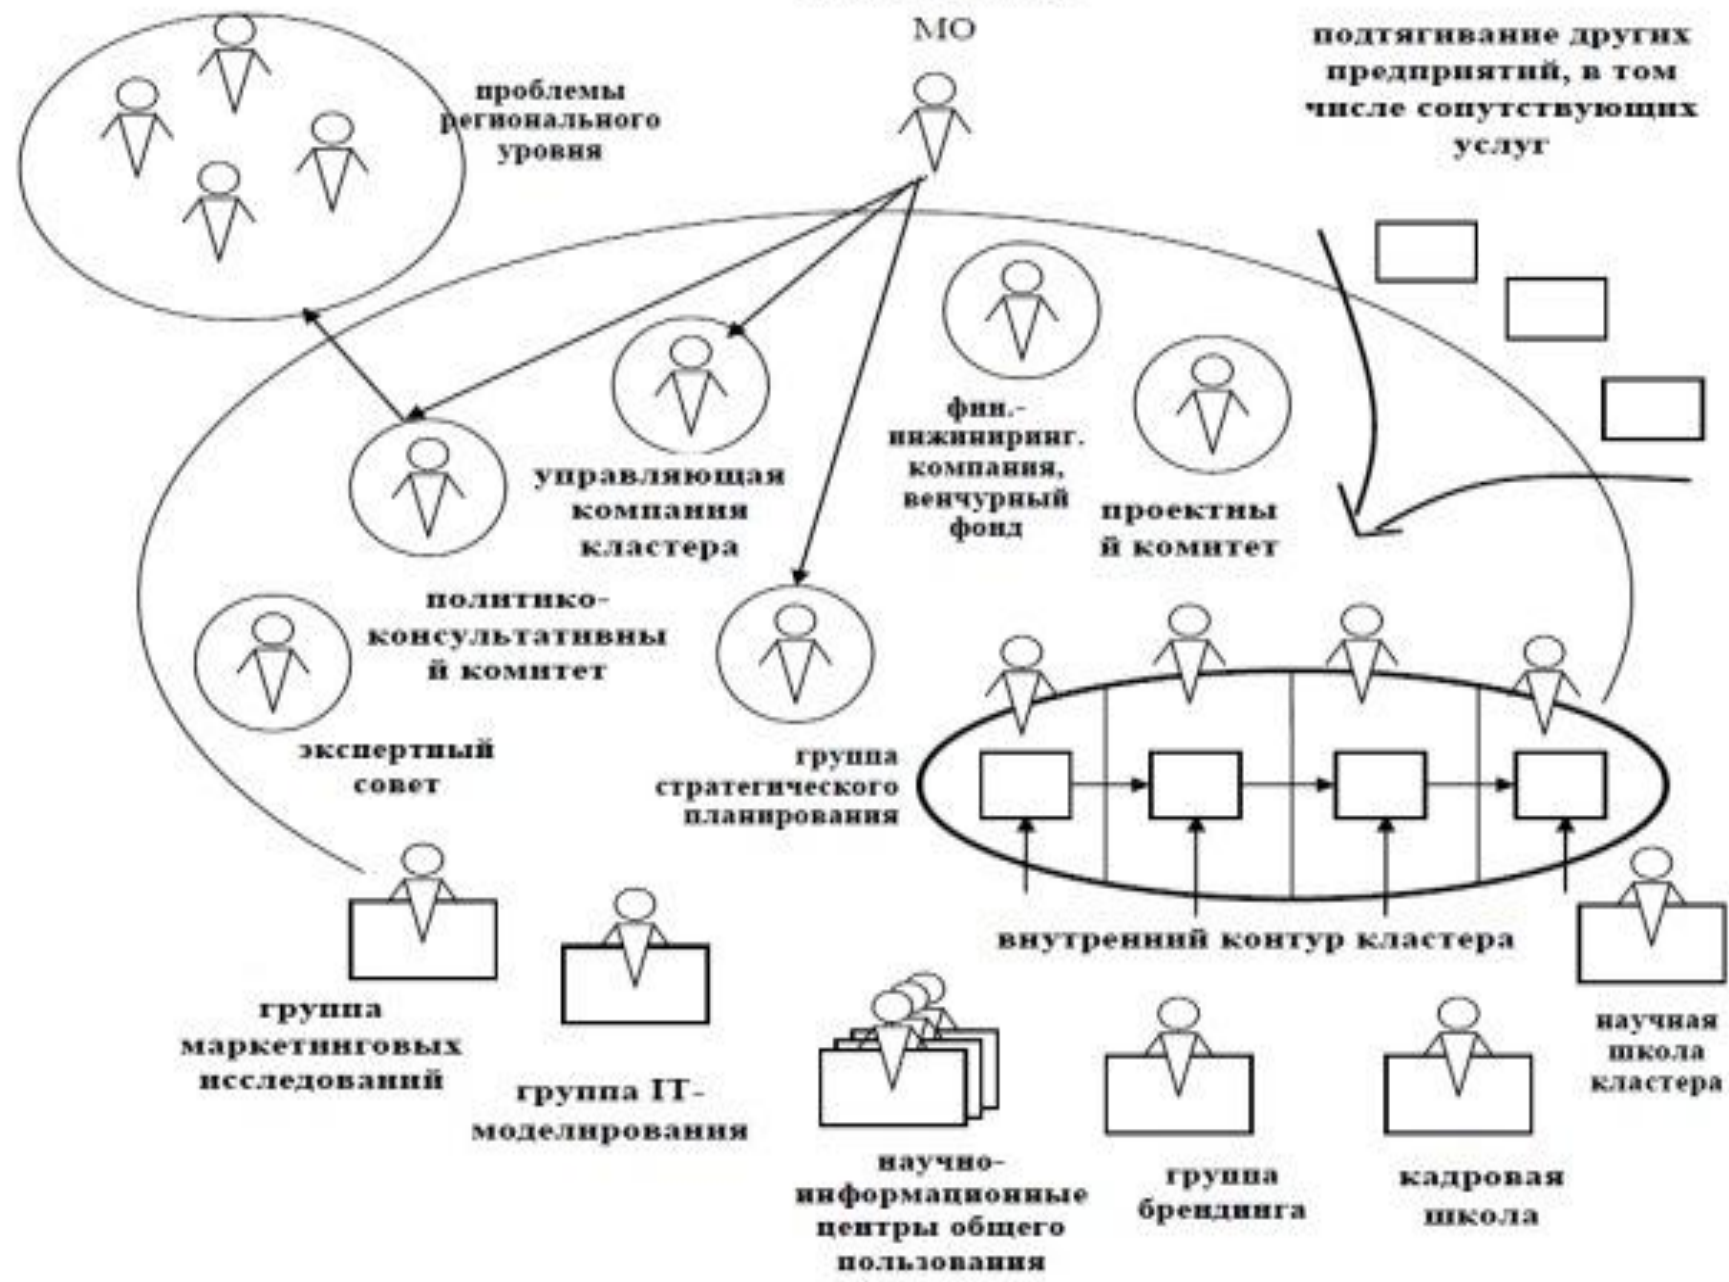 МО
проблемы
регионального
уровня
подтягивание других
предприятий, в том
числе сопутствующих
услуг
фин.-
инжиниринг.
компания,
венчурный
фонд
управляющая
компания
кластера
проектны
й комитет
политико-
консультативны
й комитет
экспертный
совет
группа
стратегического
планирования
внутренний контур кластера
группа
маркетинговых
исследований
группа IT-
моделирования
научно-
информационные
центры общего
пользования
группа
брендинга
кадровая
школа
научная
школа
кластера